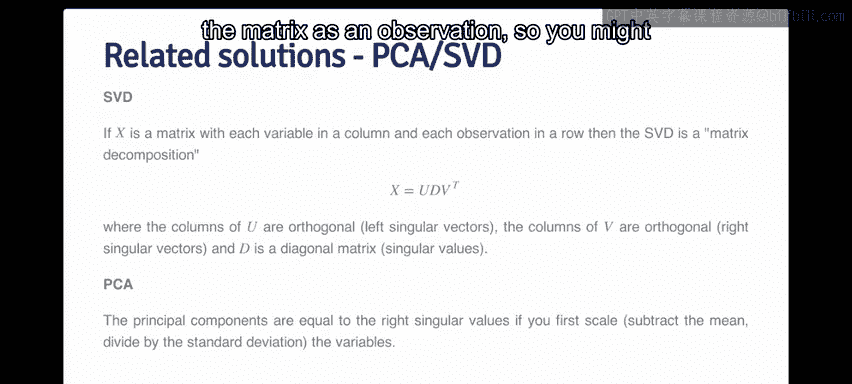 the matrix as an observation, so you might
Related solutions - PCA/SVD
SVD
If X is a matrix with each variable in a column and each observation in a row then the SVD is a "matrix
decomposition"
X = UDV^T
where the columns of U are orthogonal (left singular vectors), the columns of V are orthogonal (right
singular vectors) and D is a diagonal matrix (singular values).
PCA
The principal components are equal to the right singular values if you first scale (subtract the mean,
divide by the standard deviation) the variables.